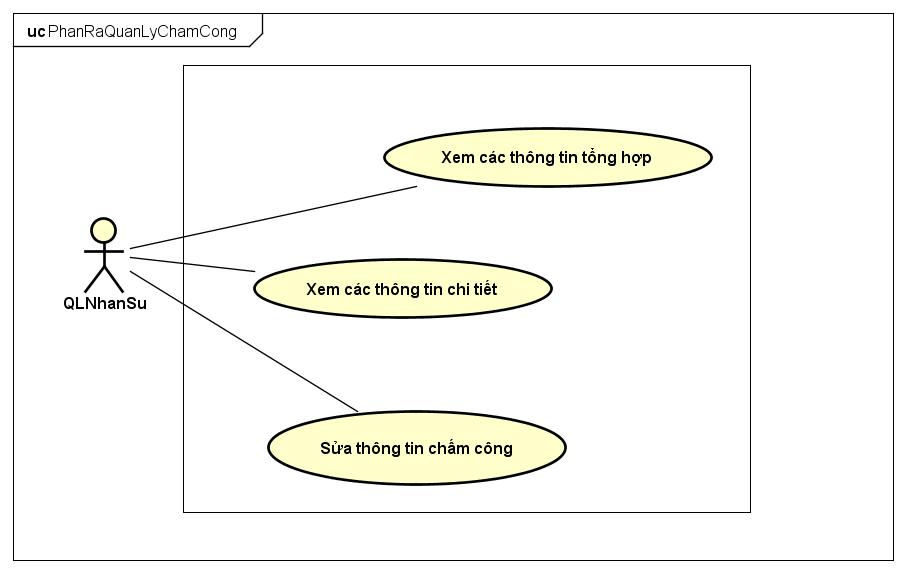 uc PhanRaQuanLyChamCong
Xem các thông tin tổng hợp
QLNhanSu
Xem các thông tin chi tiết
Sửa thông tin chấm công